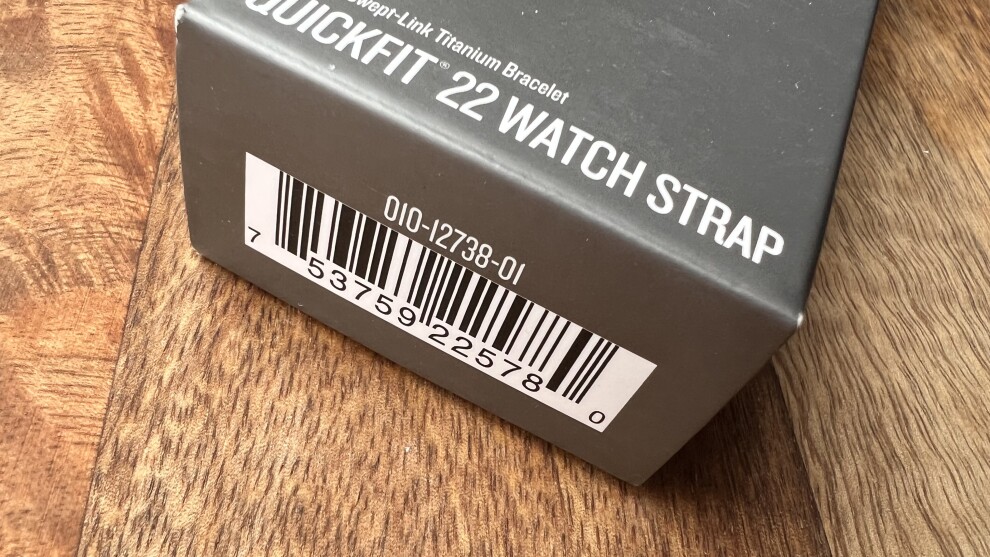 Swept-Link Titanium Bracelet
QUICKFIT® 22 WATCH STRAP
010-12738-01
7 53759 22578 0